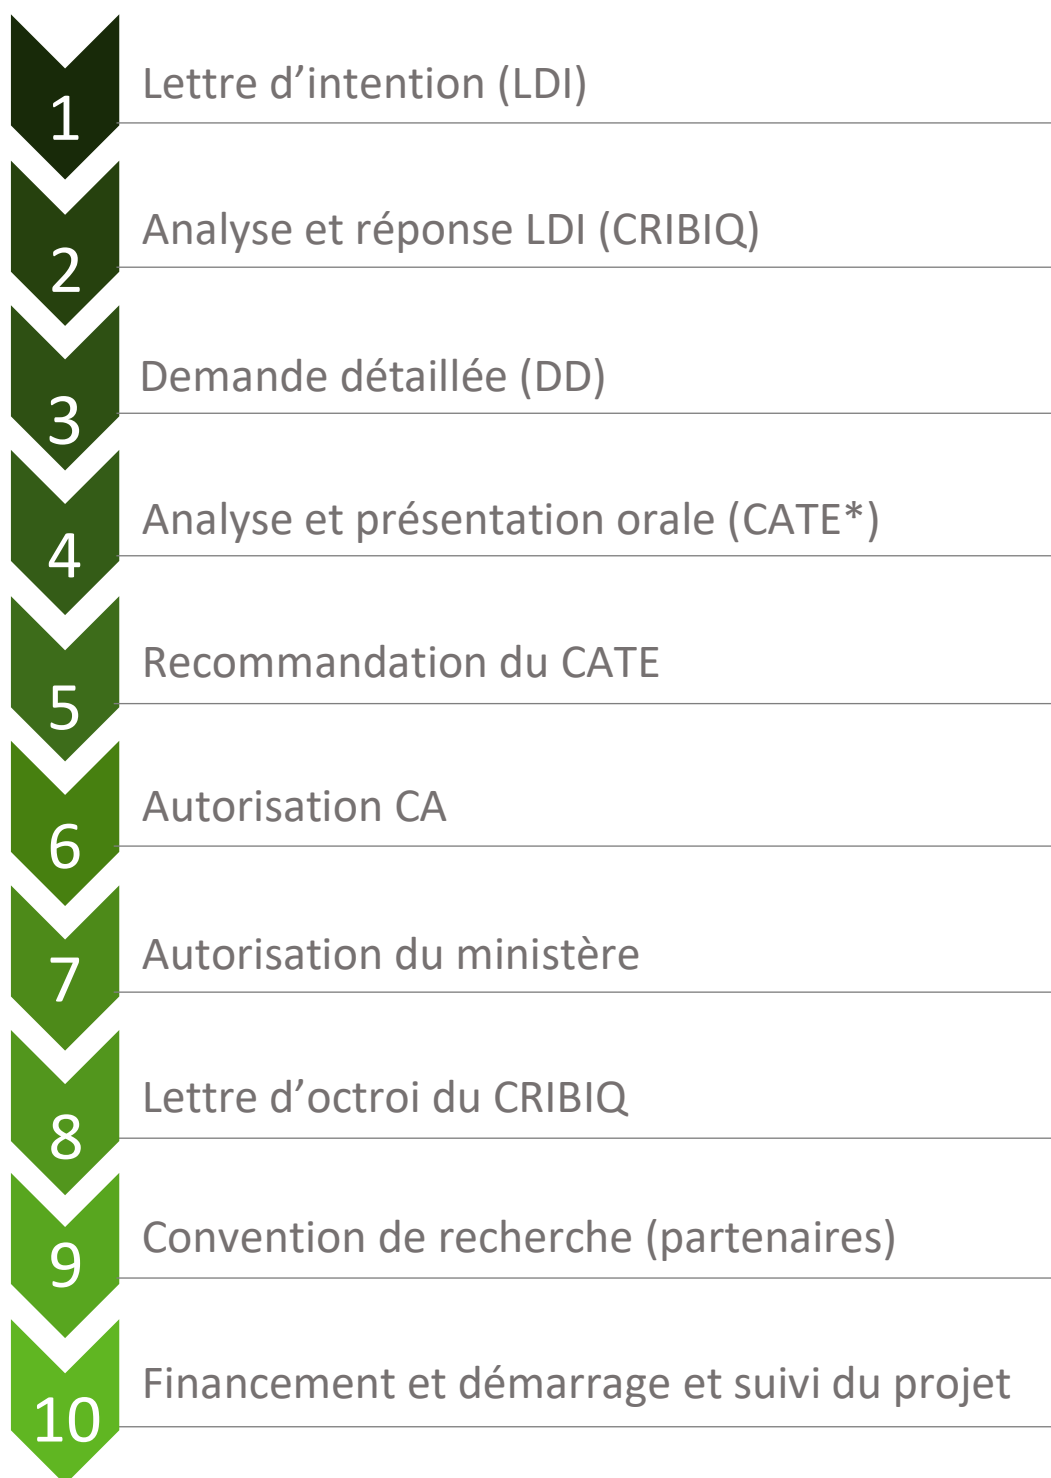 1 Lettre d’intention (LDI)
2 Analyse et réponse LDI (CRIBIQ)
3 Demande détaillée (DD)
4 Analyse et présentation orale (CATE*)
5 Recommandation du CATE
6 Autorisation CA
7 Autorisation du ministère
8 Lettre d’octroi du CRIBIQ
9 Convention de recherche (partenaires)
10 Financement et démarrage et suivi du projet